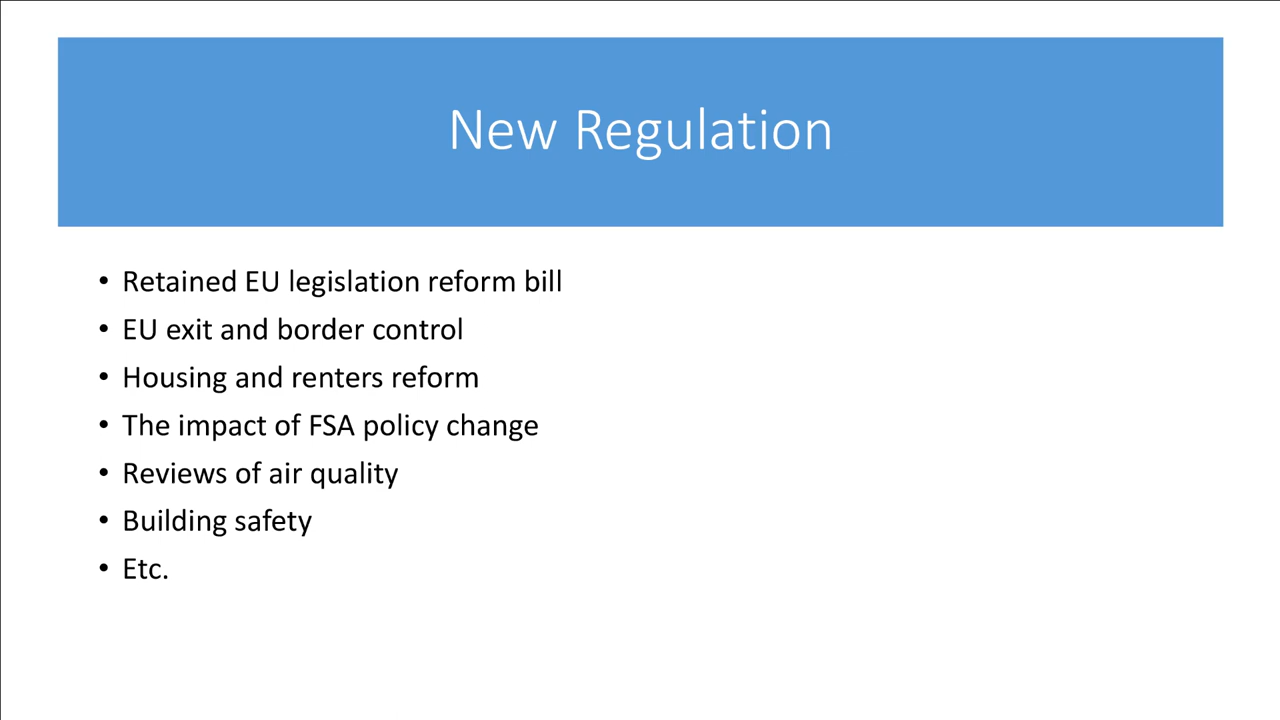 New Regulation
• Retained EU legislation reform bill
• EU exit and border control
• Housing and renters reform
• The impact of FSA policy change
• Reviews of air quality
• Building safety
• Etc.